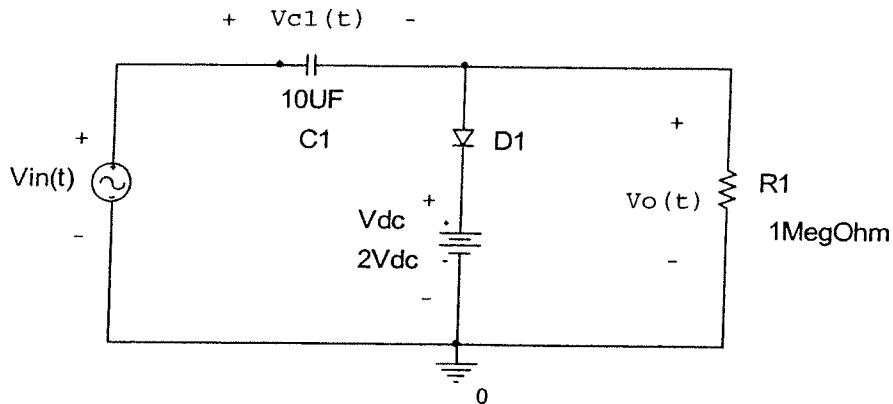 + Vc1(t) -
10UF
C1
+
Vin(t)
-
D1
+
Vdc
2Vdc
-
+
Vo(t)
-
R1
1MegOhm
0